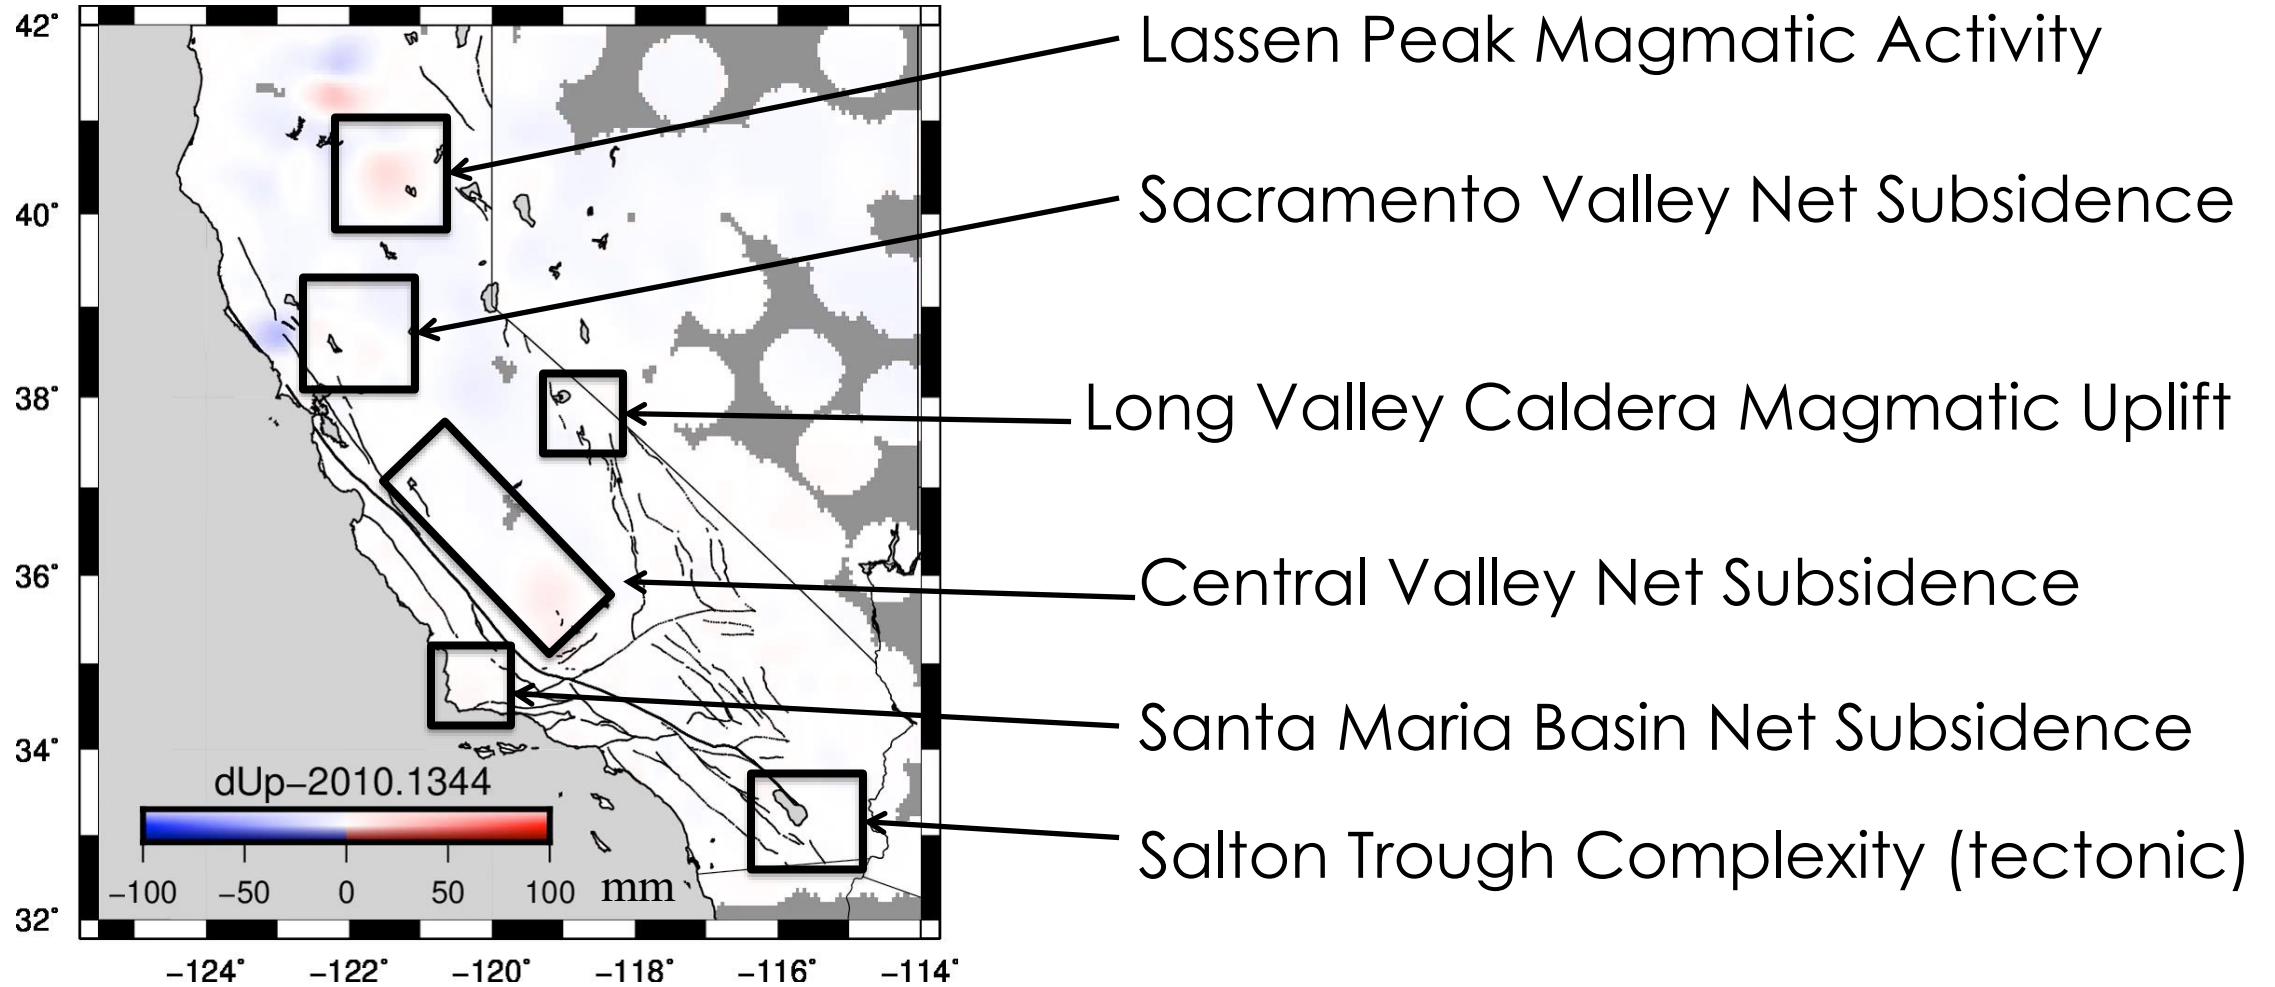 42°
40°
38°
36°
34°
32°
−124°
−122°
−120°
−118°
−116°
−114°
dUp−2010.1344
−100
−50
0
50
100
mm
Lassen Peak Magmatic Activity
Sacramento Valley Net Subsidence
Long Valley Caldera Magmatic Uplift
Central Valley Net Subsidence
Santa Maria Basin Net Subsidence
Salton Trough Complexity (tectonic)